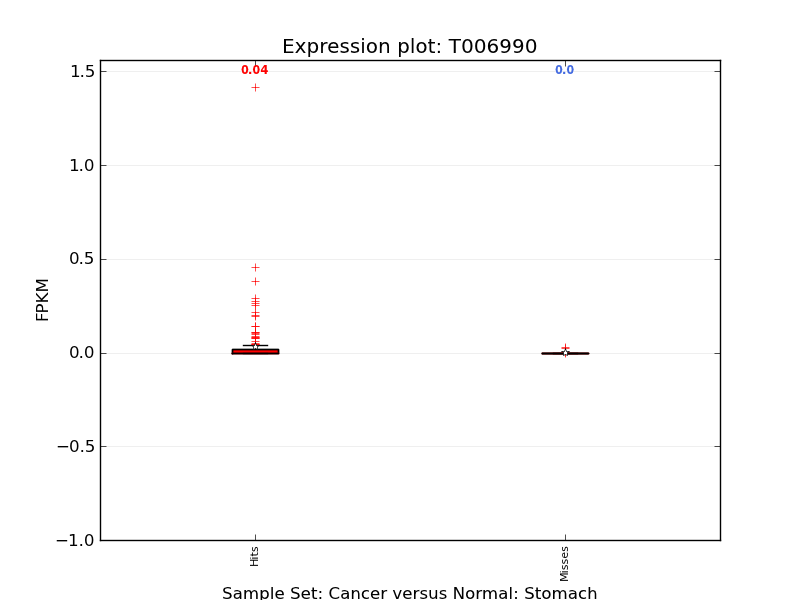 Expression plot: T006990
0.04
0.0
1.5
1.0
0.5
0.0
−0.5
−1.0
FPKM
Hits
Misses
Sample Set: Cancer versus Normal: Stomach